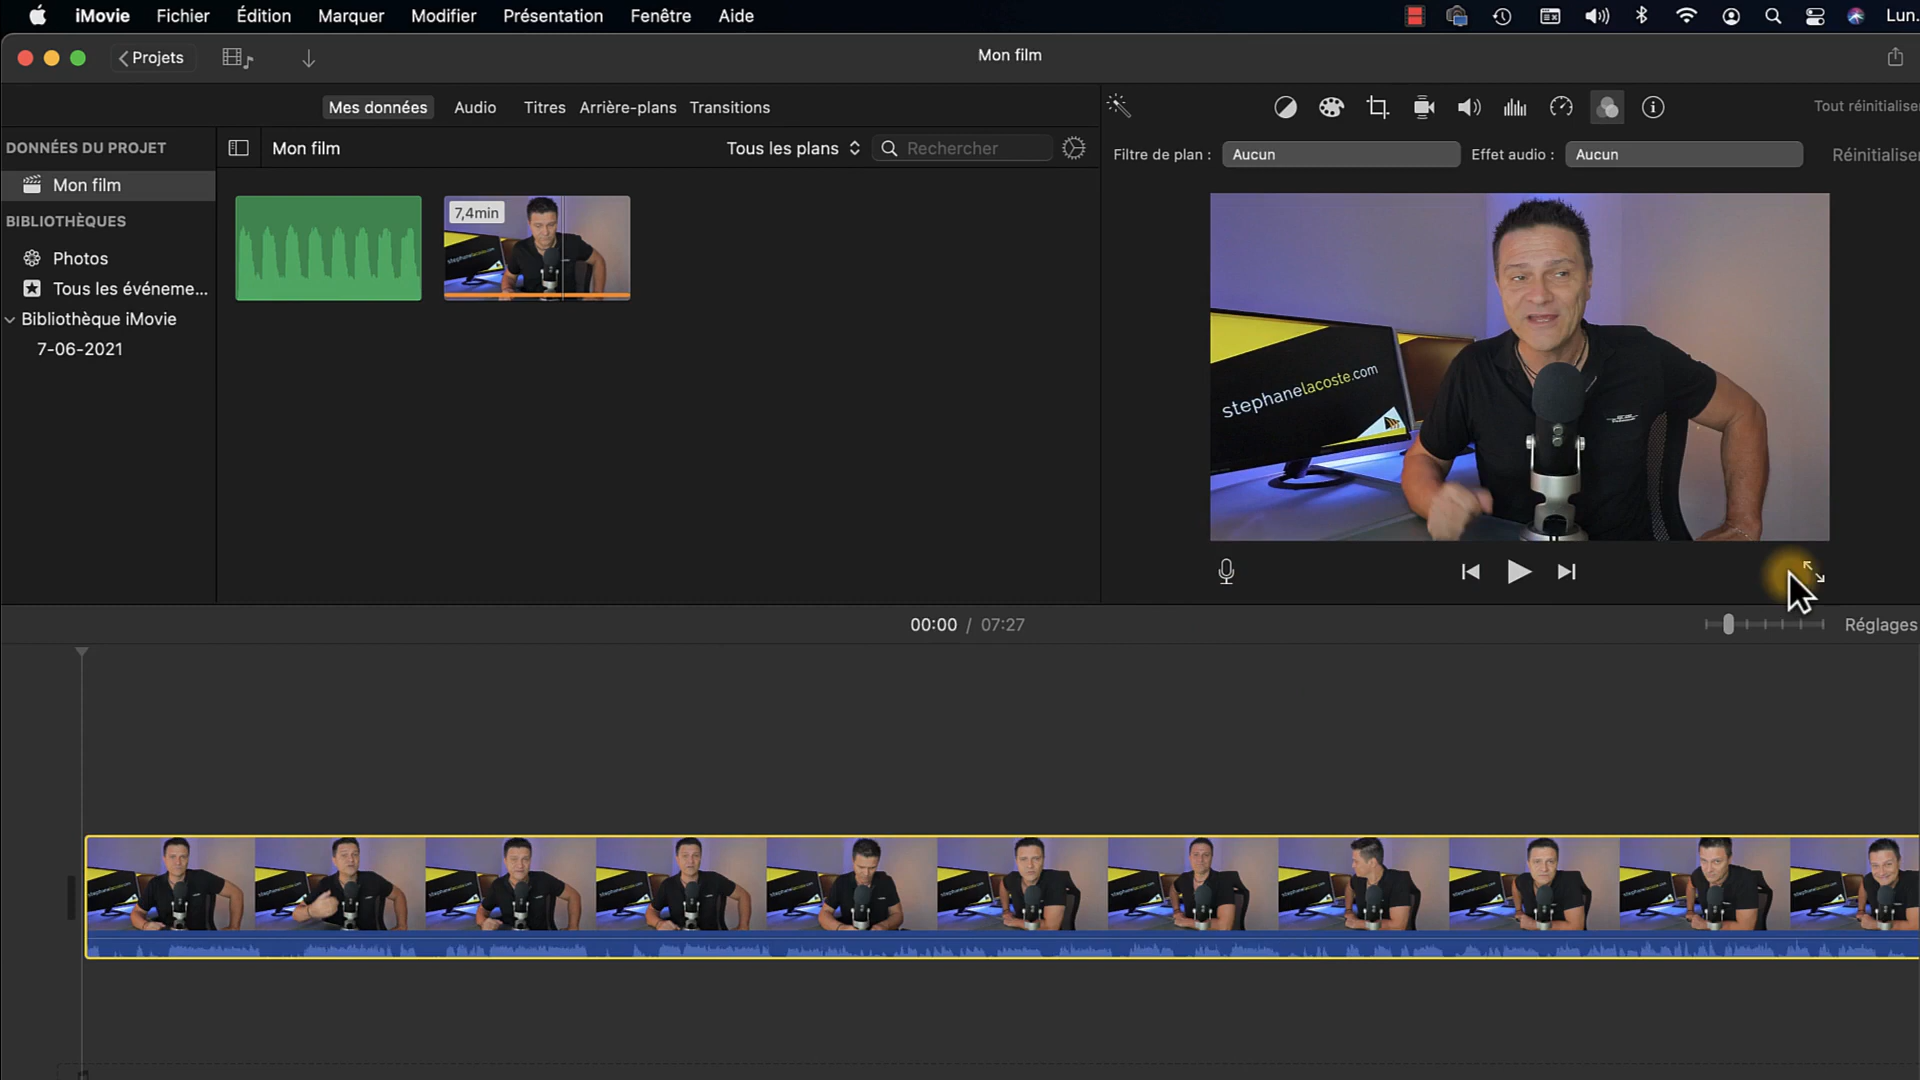 iMovie Fichier Édition Marquer Modifier Présentation Fenêtre Aide Lun.
Projets
Mon film
Mes données Audio Titres Arrière-plans Transitions
Tout réinitialiser
DONNÉES DU PROJET
Mon film
Tous les plans
Rechercher
Filtre de plan : Aucun
Effet audio : Aucun
Réinitialiser
Mon film
BIBLIOTHÈQUES
Photos
Tous les événeme...
Bibliothèque iMovie
7-06-2021
7,4min
stephanelacoste.com
stephanelacoste.com
00:00 / 07:27
Réglages